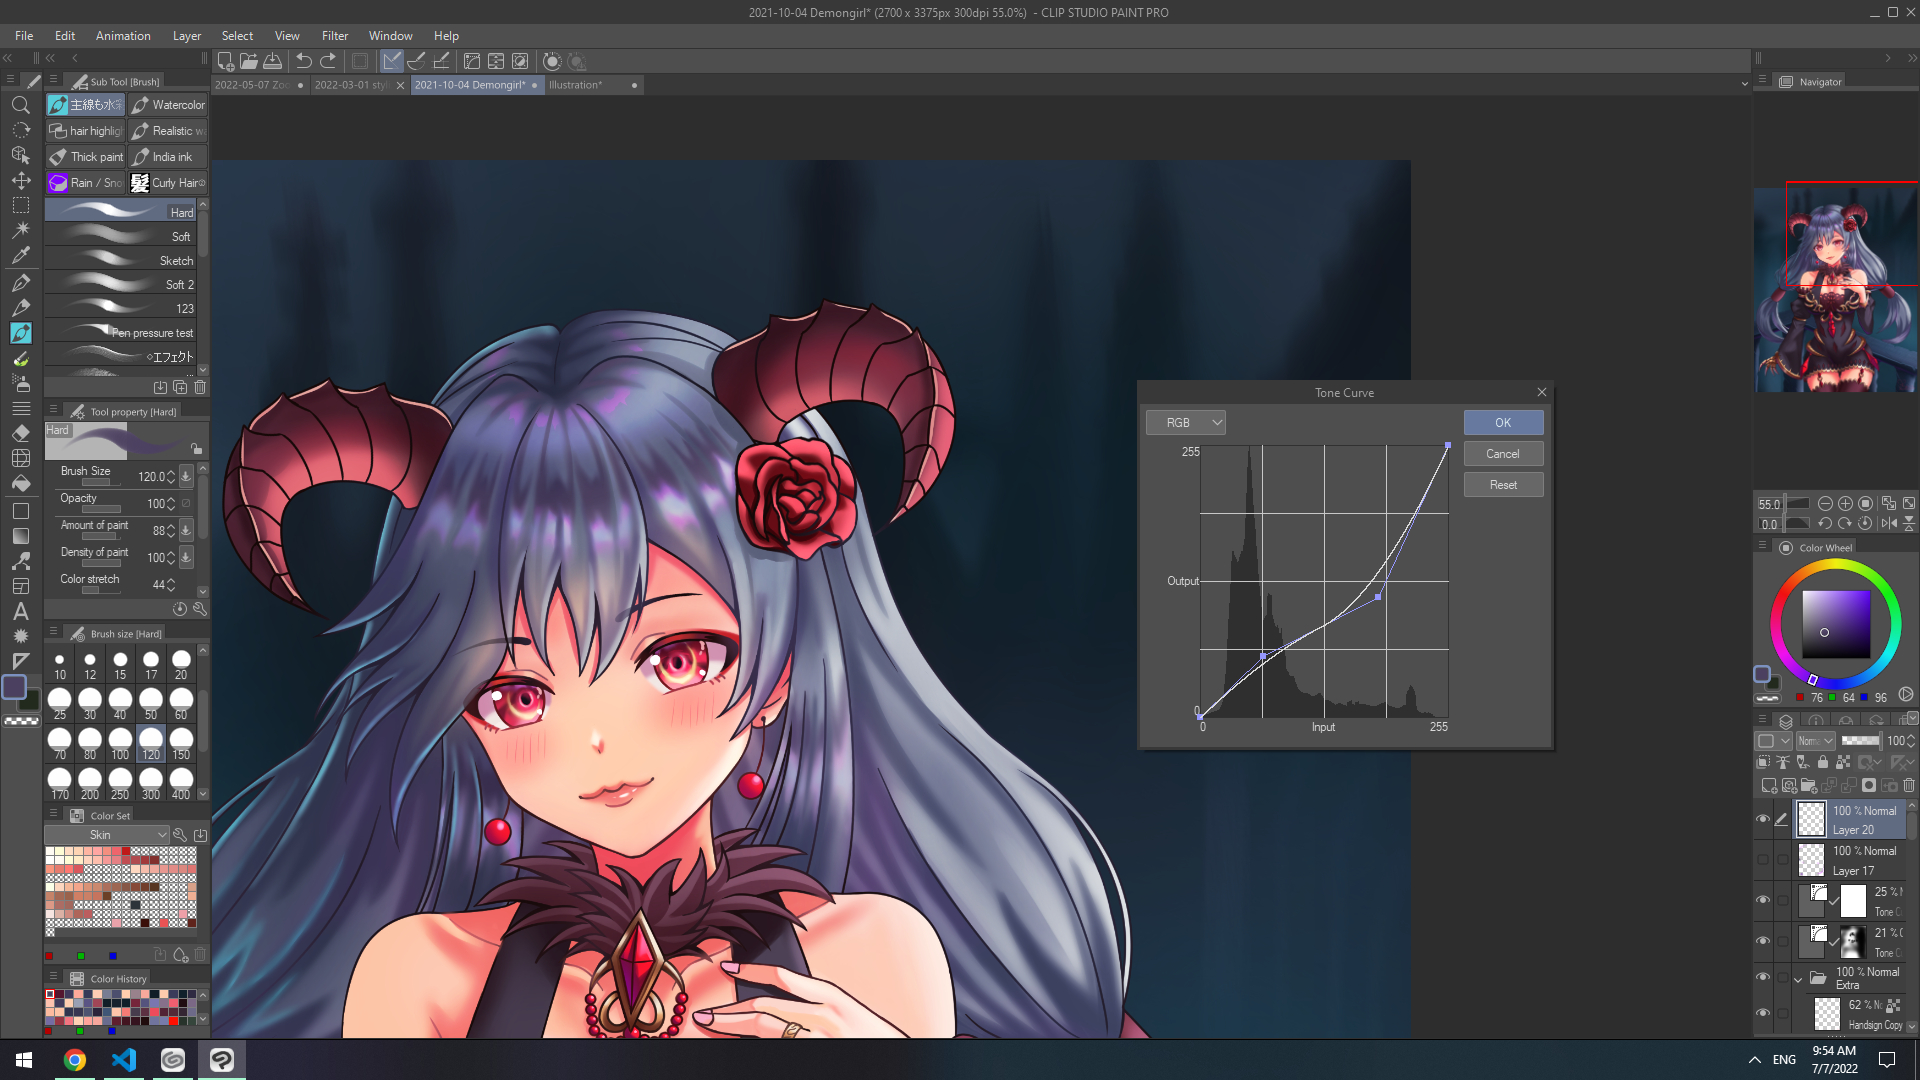 2021-10-04 Demongirl* (2700 x 3375px 300dpi 55.0%) - CLIP STUDIO PAINT PRO
File Edit Animation Layer Select View Filter Window Help
Sub Tool [Brush]
2022-05-07 Zo
2022-03-01 sty
2021-10-04 Demongirl*
Illustration*
Navigator
主線も水彩
Watercolor
hair highlig
Realistic w
Thick paint
India ink
Rain / Sno
髪
Curly Hair②
Hard
Soft
Sketch
Soft 2
123
Pen pressure test
◇エフェクト
Tool property [Hard]
Hard
Brush Size 120.0
Opacity 100
Amount of paint 88
Density of paint 100
Color stretch 44
Brush size [Hard]
10 12 15 17 20
25 30 40 50 60
70 80 100 120 150
170 200 250 300 400
Color Set
Skin
Color History
Tone Curve
RGB
OK
Cancel
Reset
255
Output
0
0 Input 255
55.0
0.0
Color Wheel
76 64 96
Norma 100
100 % Normal
Layer 20
100 % Normal
Layer 17
25 % N
Tone C
21 % C
Tone C
100 % Normal
Extra
62 % No
Handsign Copy
A
ENG
9:54 AM
7/7/2022